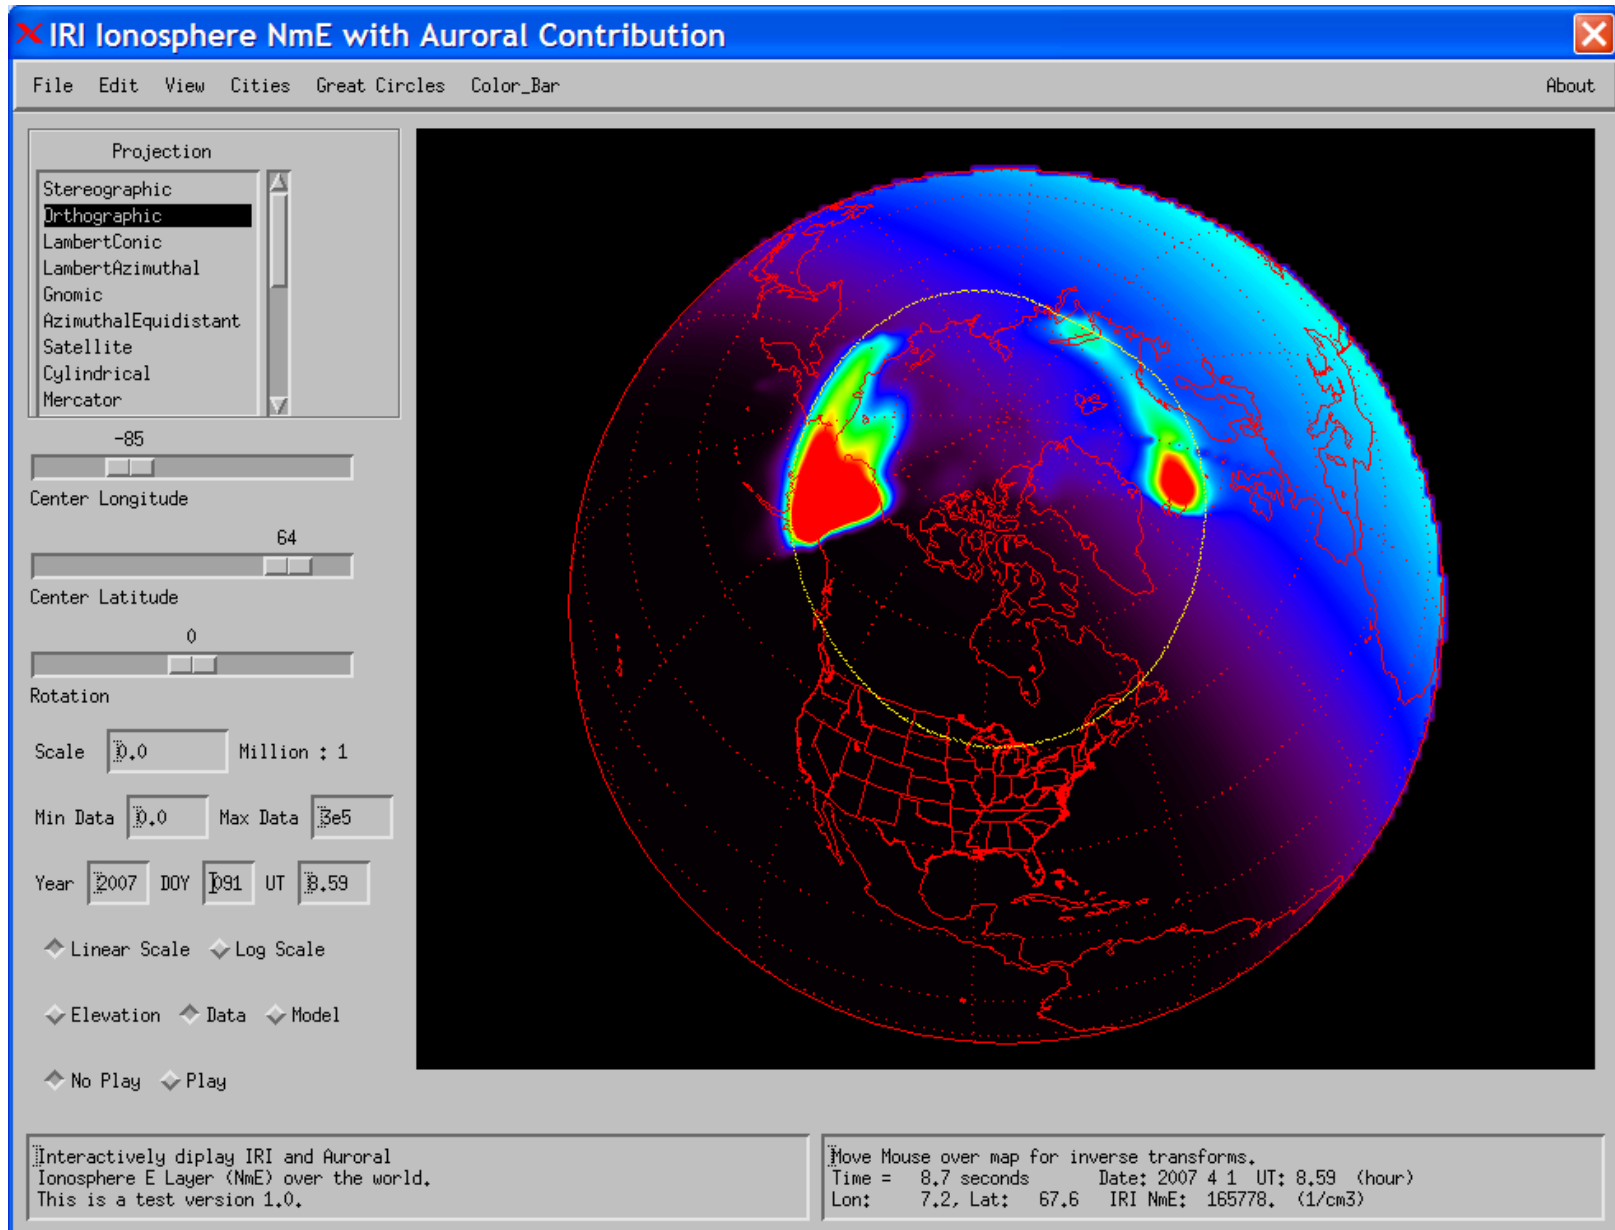 IRI Ionosphere NmE with Auroral Contribution
File Edit View Cities Great Circles Color_Bar About
Projection
Stereographic
Orthographic
LambertConic
LambertAzimuthal
Gnomic
AzimuthalEquidistant
Satellite
Cylindrical
Mercator
-85
Center Longitude
64
Center Latitude
0
Rotation
Scale 0.0 Million : 1
Min Data 0.0 Max Data 3e5
Year 2007 DOY 091 UT 8.59
Linear Scale Log Scale
Elevation Data Model
No Play Play
Interactively diplay IRI and Auroral
Ionosphere E Layer (NmE) over the world.
This is a test version 1.0.
Move Mouse over map for inverse transforms.
Time = 8.7 seconds Date: 2007 4 1 UT: 8.59 (hour)
Lon: 7.2, Lat: 67.6 IRI NmE: 165778. (1/cm3)